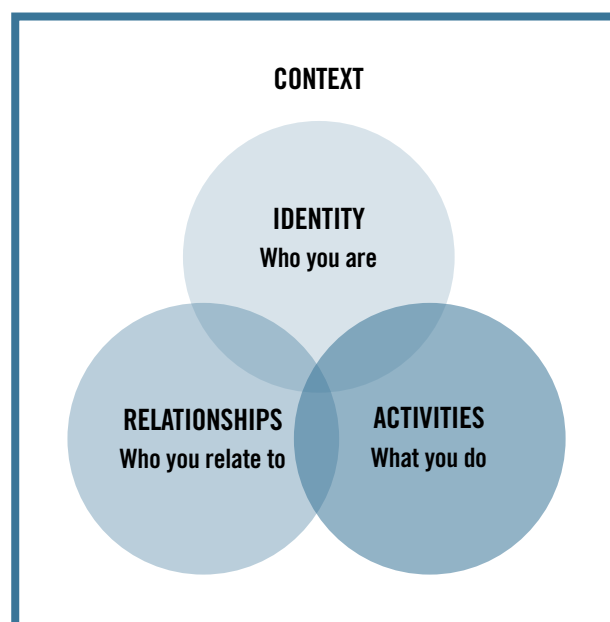 CONTEXT
IDENTITY
Who you are
RELATIONSHIPS
Who you relate to
ACTIVITIES
What you do